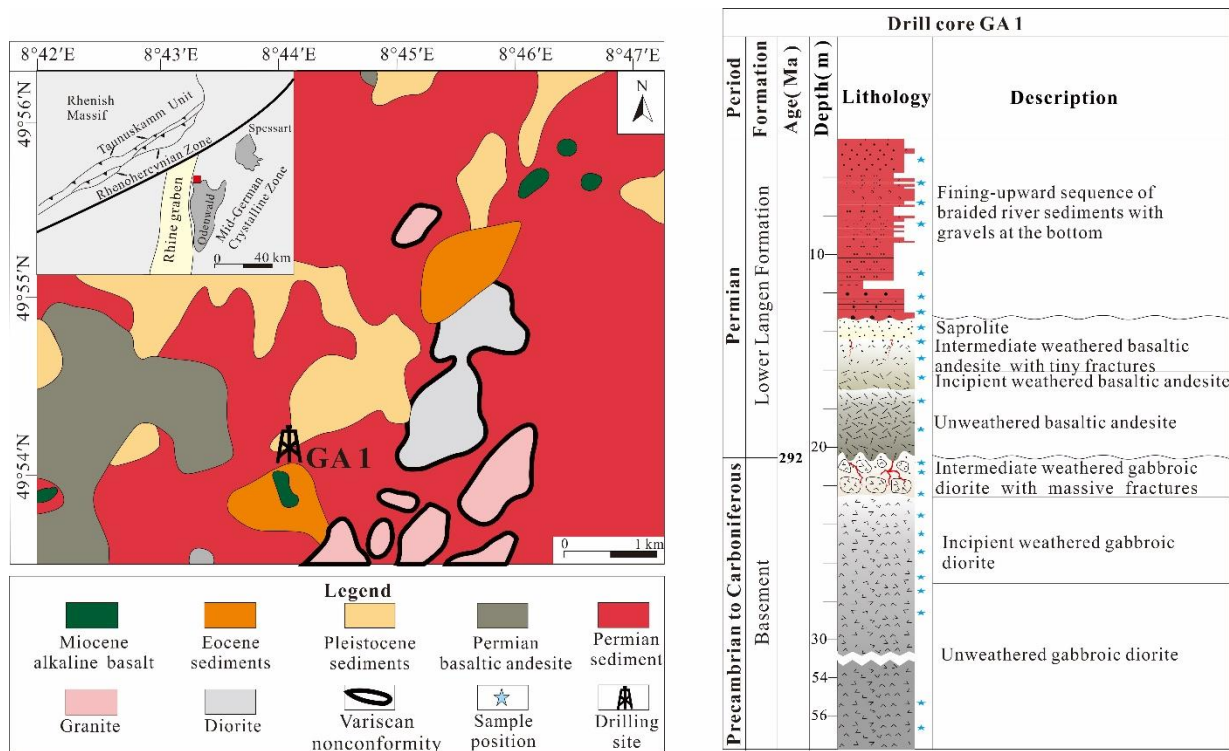 8°42′E 8°43′E 8°44′E 8°45′E 8°46′E 8°47′E
49°56′N
49°55′N
49°54′N
Rhenish
Massif
Taunuskamm Unit
Rhenohercynian Zone
Spessart
Rhine graben
Odenwald
Mid-German
Crystalline Zone
0 40 km
N
GA 1
0 1 km
Legend
Miocene
alkaline basalt
Eocene
sediments
Pleistocene
sediments
Permian
basaltic andesite
Permian
sediment
Granite
Diorite
Variscan
nonconformity
Sample
position
Drilling
site
Drill core GA 1
Period
Formation
Age( Ma)
Depth( m)
Lithology
Description
Permian
Lower Langen Formation
Precambrian to Carboniferous
Basement
292
10
20
30
54
56
Fining-upward sequence of
braided river sediments with
gravels at the bottom
Saprolite
Intermediate weathered basaltic
andesite with tiny fractures
Incipient weathered basaltic andesite
Unweathered basaltic andesite
Intermediate weathered gabbroic
diorite with massive fractures
Incipient weathered gabbroic
diorite
Unweathered gabbroic diorite